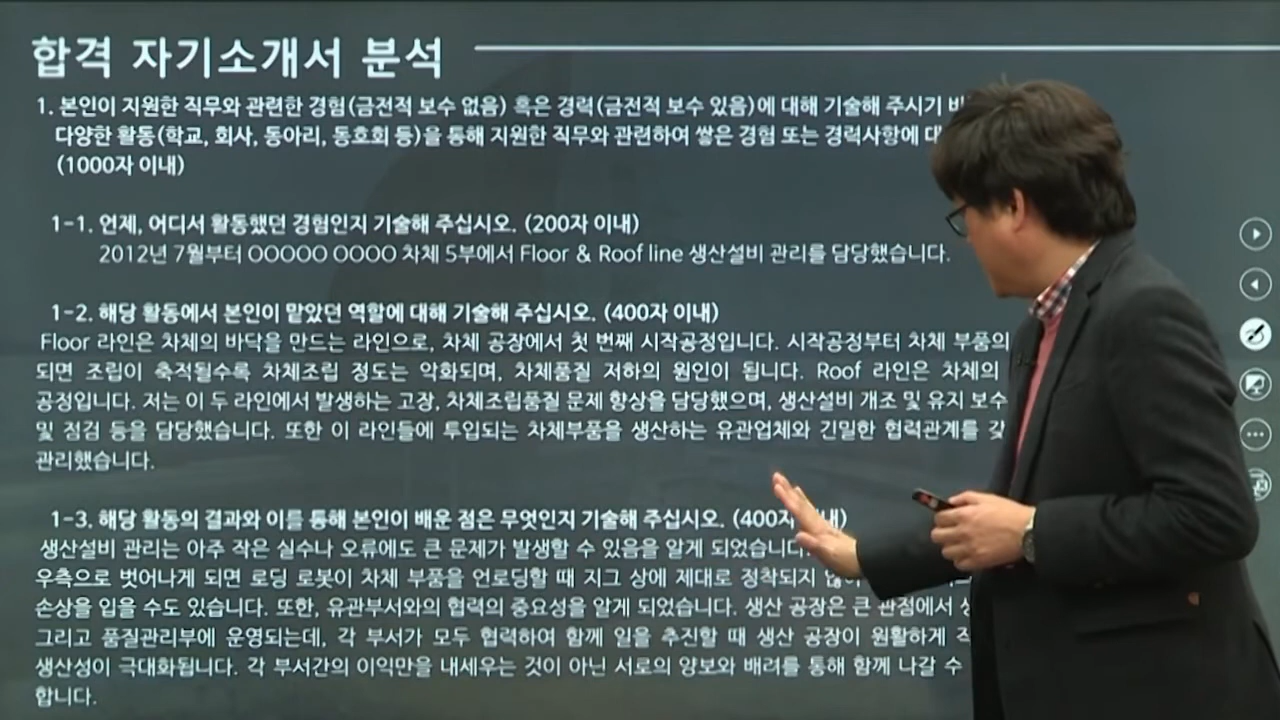 합격 자기소개서 분석
1. 본인이 지원한 직무와 관련한 경험(금전적 보수 없음) 혹은 경력(금전적 보수 있음)에 대해 기술해 주시기
다양한 활동(학교, 회사, 동아리, 동호회 등)을 통해 지원한 직무와 관련하여 쌓은 경험 또는 경력사항에
(1000자 이내)
1-1. 언제, 어디서 활동했던 경험인지 기술해 주십시오. (200자 이내)
2012년 7월부터 OOOOO OOOO 차체 5부에서 Floor & Roof line 생산설비 관리를 담당했습니다.
1-2. 해당 활동에서 본인이 맡았던 역할에 대해 기술해 주십시오. (400자 이내)
Floor 라인은 차체의 바닥을 만드는 라인으로, 차체 공장에서 첫 번째 시작공정입니다. 시작공정부터 차체 부품의
되면 조립이 축적될수록 차체조립 정도는 악화되며, 차체품질 저하의 원인이 됩니다. Roof 라인은 차체의
공정입니다. 저는 이 두 라인에서 발생하는 고장, 차체조립품질 문제 향상을 담당했으며, 생산설비 개조 및 유지 보수
및 점검 등을 담당했습니다. 또한 이 라인들에 투입되는 차체부품을 생산하는 유관업체와 긴밀한 협력관계를
관리했습니다.
1-3. 해당 활동의 결과와 이를 통해 본인이 배운 점은 무엇인지 기술해 주십시오. (400자 이내)
생산설비 관리는 아주 작은 실수나 오류에도 큰 문제가 발생할 수 있음을 알게 되었습니다.
우측으로 벗어나게 되면 로딩 로봇이 차체 부품을 언로딩할 때 지그 상에 제대로 정착되지
손상을 입을 수도 있습니다. 또한, 유관부서와의 협력의 중요성을 알게 되었습니다. 생산 공장은 큰 관점에서
그리고 품질관리부에 운영되는데, 각 부서가 모두 협력하여 함께 일을 추진할 때 생산 공장이 원활하게
생산성이 극대화됩니다. 각 부서간의 이익만을 내세우는 것이 아닌 서로의 양보와 배려를 통해 함께 나갈 수
합니다.